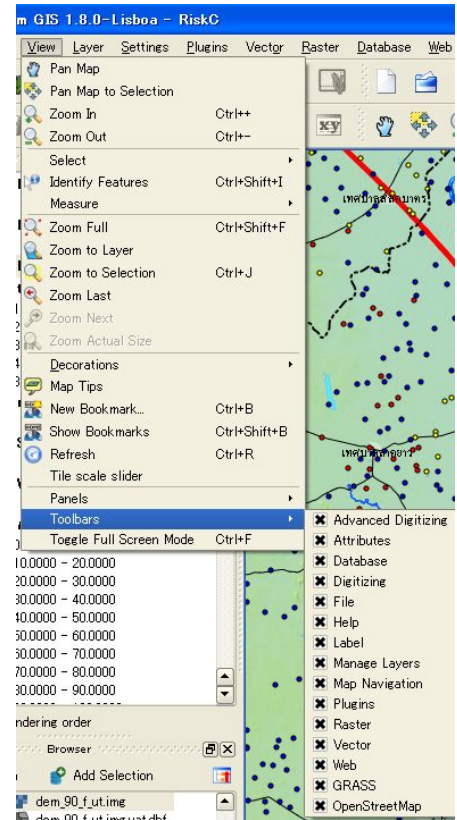 m GIS 1.8.0-Lisboa - RiskC
View Layer Settings Plugins Vector Raster Database Web
Pan Map
Pan Map to Selection
Zoom In Ctrl++
Zoom Out Ctrl+-
Select
Identify Features Ctrl+Shift+I
Measure
Zoom Full Ctrl+Shift+F
Zoom to Layer
Zoom to Selection Ctrl+J
Zoom Last
Zoom Next
Zoom Actual Size
Decorations
Map Tips
New Bookmark... Ctrl+B
Show Bookmarks Ctrl+Shift+B
Refresh Ctrl+R
Tile scale slider
Panels
Toolbars
Toggle Full Screen Mode Ctrl+F
Advanced Digitizing
Attributes
Database
Digitizing
File
Help
Label
Manage Layers
Map Navigation
Plugins
Raster
Vector
Web
GRASS
OpenStreetMap
10.0000 - 20.0000
20.0000 - 30.0000
30.0000 - 40.0000
40.0000 - 50.0000
50.0000 - 60.0000
60.0000 - 70.0000
70.0000 - 80.0000
80.0000 - 90.0000
ndering order
Browser
Add Selection
dem_90_f_ut.img